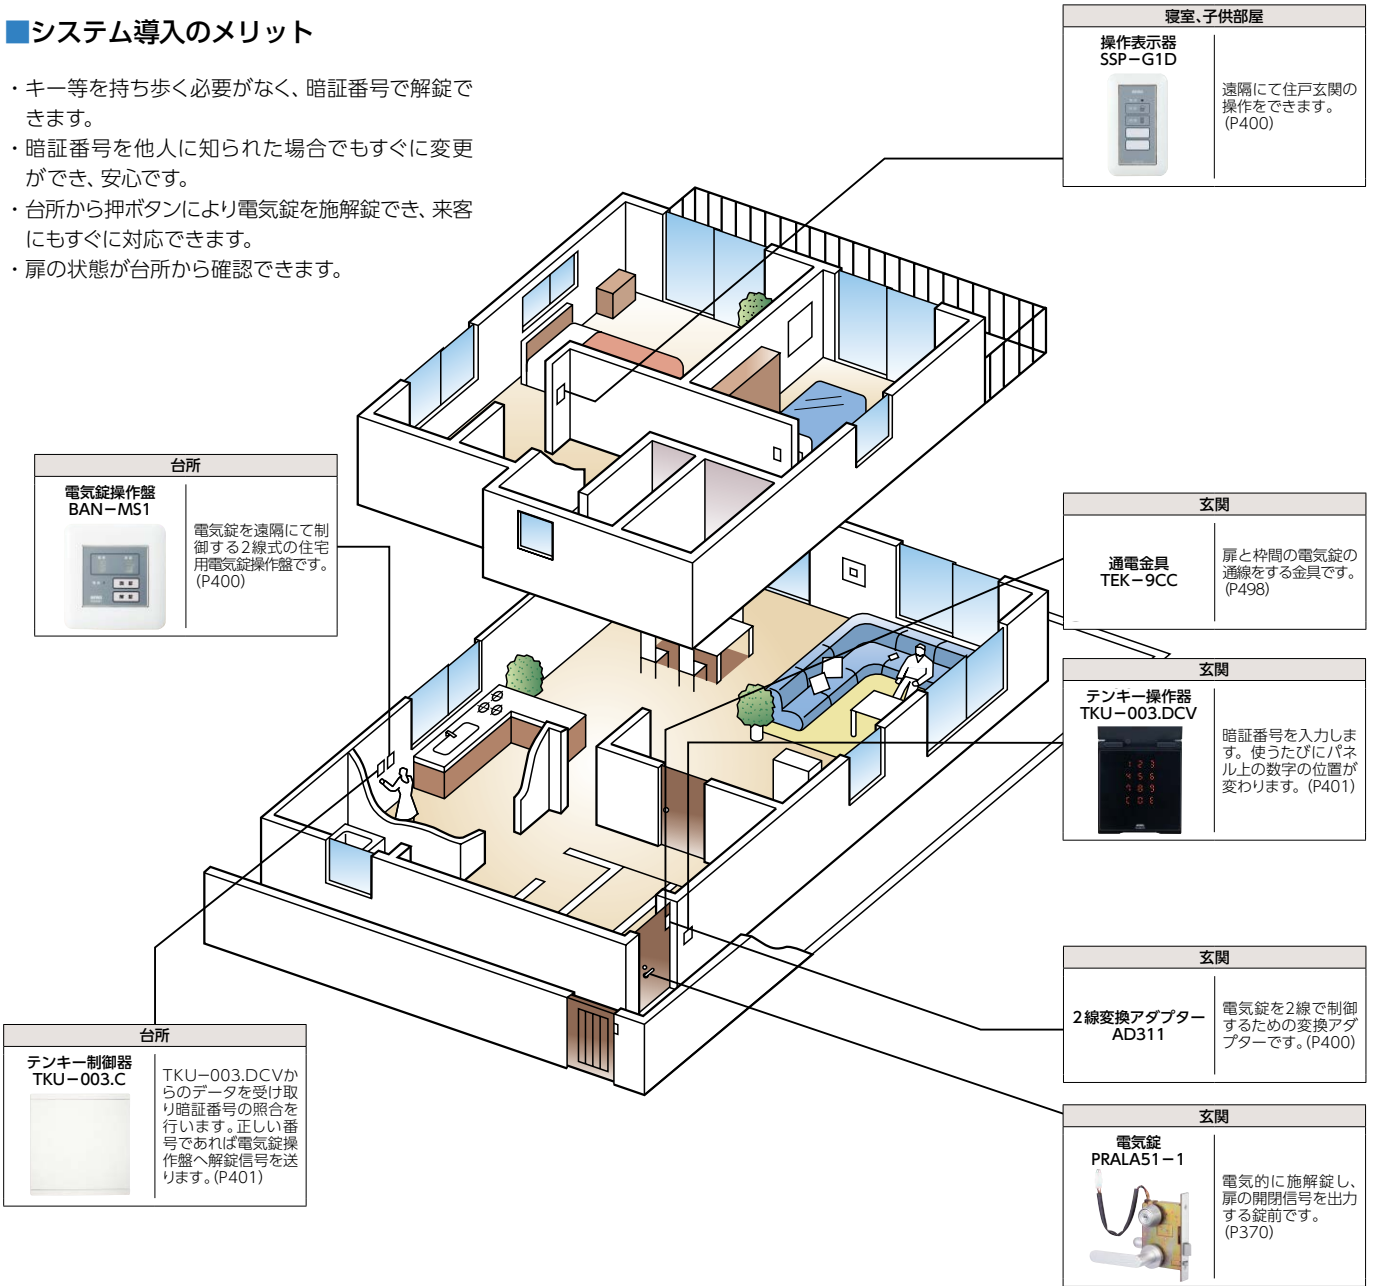 ■システム導入のメリット
・キー等を持ち歩く必要がなく、暗証番号で解錠で
きます。
・暗証番号を他人に知られた場合でもすぐに変更
ができ、安心です。
・台所から押ボタンにより電気錠を施解錠でき、来客
にもすぐに対応できます。
・扉の状態が台所から確認できます。
寝室、子供部屋
操作表示器
SSP−G1D
遠隔にて住戸玄関の
操作をできます。
(P400)
台所
電気錠操作盤
BAN−MS1
電気錠を遠隔にて制
御する2線式の住宅
用電気錠操作盤です。
(P400)
玄関
通電金具
TEK−9CC
扉と枠間の電気錠の
通線をする金具です。
(P498)
玄関
テンキー操作器
TKU−003.DCV
1 2 3
4 5 6
7 8 9
C 0 E
暗証番号を入力しま
す。使うたびにパネ
ル上の数字の位置が
変わります。(P401)
玄関
2線変換アダプター
AD311
電気錠を2線で制御
するための変換アダ
プターです。(P400)
台所
テンキー制御器
TKU−003.C
TKU−003.DCVか
らのデータを受け取
り暗証番号の照合を
行います。正しい番
号であれば電気錠操
作盤へ解錠信号を送
ります。(P401)
玄関
電気錠
PRALA51−1
電気的に施解錠し、
扉の開閉信号を出力
する錠前です。
(P370)